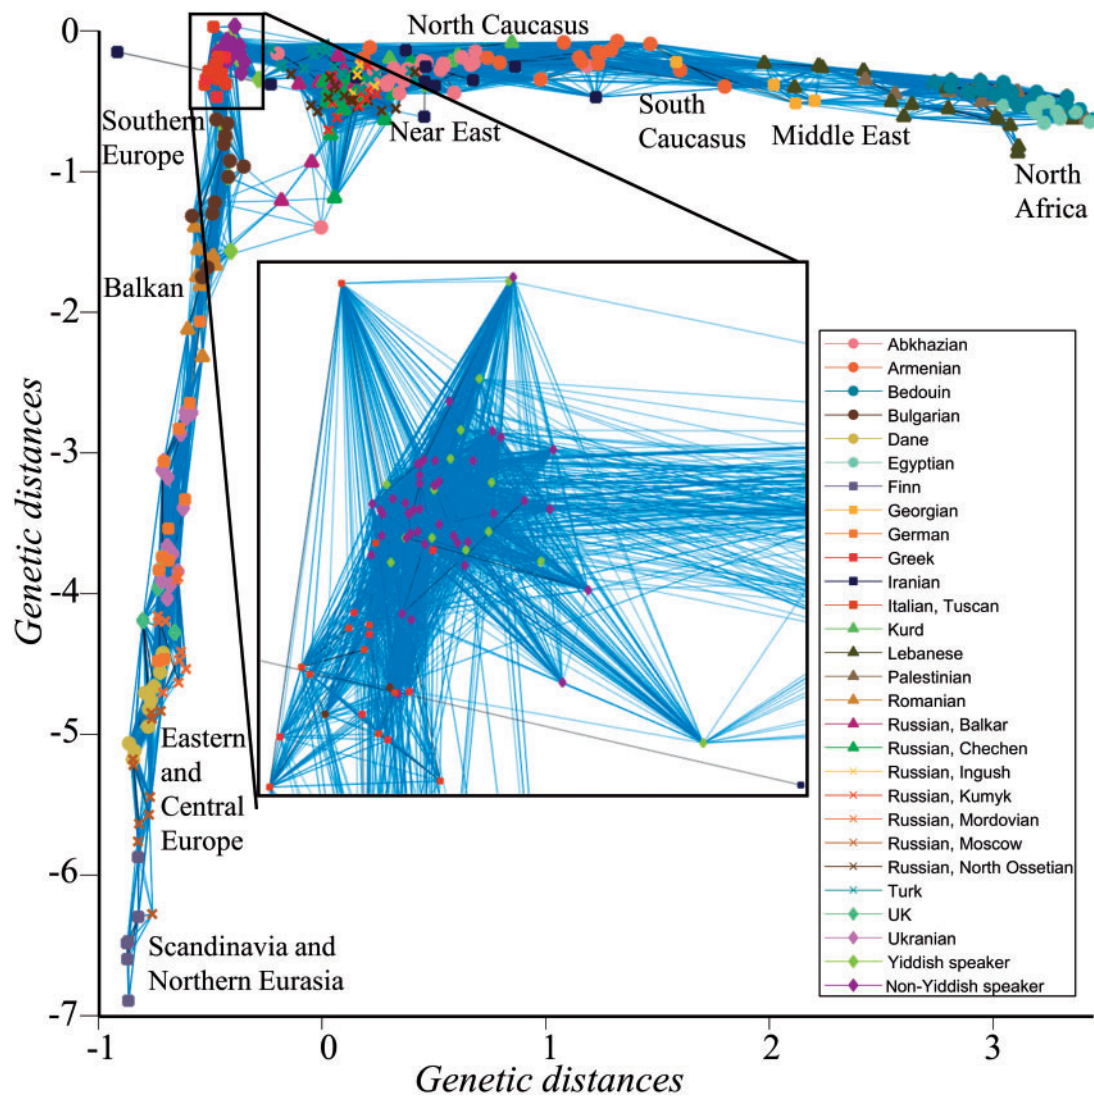 0
-1
-2
-3
-4
-5
-6
-7
-1
0
1
2
3
Genetic distances
Genetic distances
North Caucasus
Southern
Europe
Near East
South
Caucasus
Middle East
North
Africa
Balkan
Eastern
and
Central
Europe
Scandinavia and
Northern Eurasia
Abkhazian
Armenian
Bedouin
Bulgarian
Dane
Egyptian
Finn
Georgian
German
Greek
Iranian
Italian, Tuscan
Kurd
Lebanese
Palestinian
Romanian
Russian, Balkar
Russian, Chechen
Russian, Ingush
Russian, Kumyk
Russian, Mordovian
Russian, Moscow
Russian, North Ossetian
Turk
UK
Ukranian
Yiddish speaker
Non-Yiddish speaker